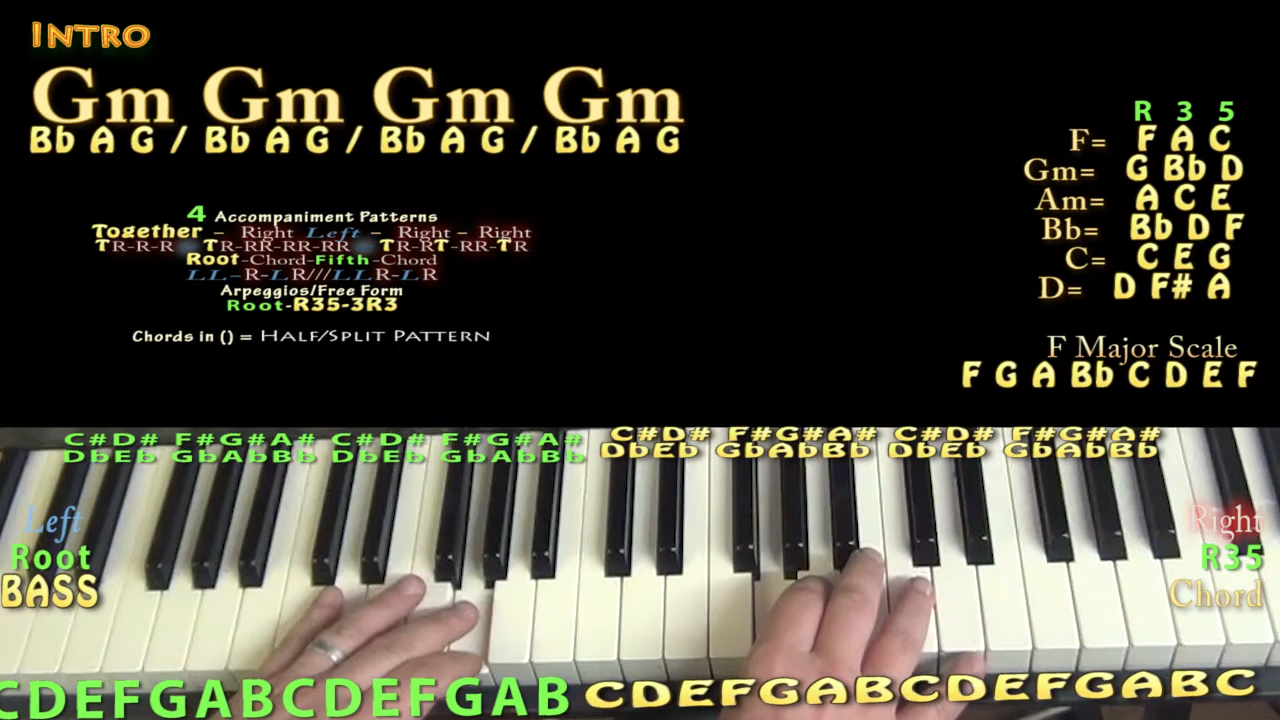 INTRO
Gm Gm Gm Gm
Bb A G / Bb A G / Bb A G / Bb A G
4 Accompaniment Patterns
Together – Right Left – Right – Right
TR-R-R TR-RR-RR-RR TR-RT-RR-TR
Root-Chord-Fifth-Chord
LL-R-LR///LLR-LR
Arpeggios/Free Form
Root-R35-3R3
Chords in () = HALF/SPLIT PATTERN
R 3 5
F= F A C
Gm= G Bb D
Am= A C E
Bb= Bb D F
C= C E G
D= D F# A
F Major Scale
F G A Bb C D E F
C#D# F#G#A# C#D# F#G#A# C#D# F#G#A# C#D# F#G#A#
DbEb GbAbBb DbEb GbAbBb DbEb GbAbBb DbEb GbAbBb
Left
Root
BASS
Right
R35
Chord
CDEFGABCDEFGAB CDEFGABCDEFGABC